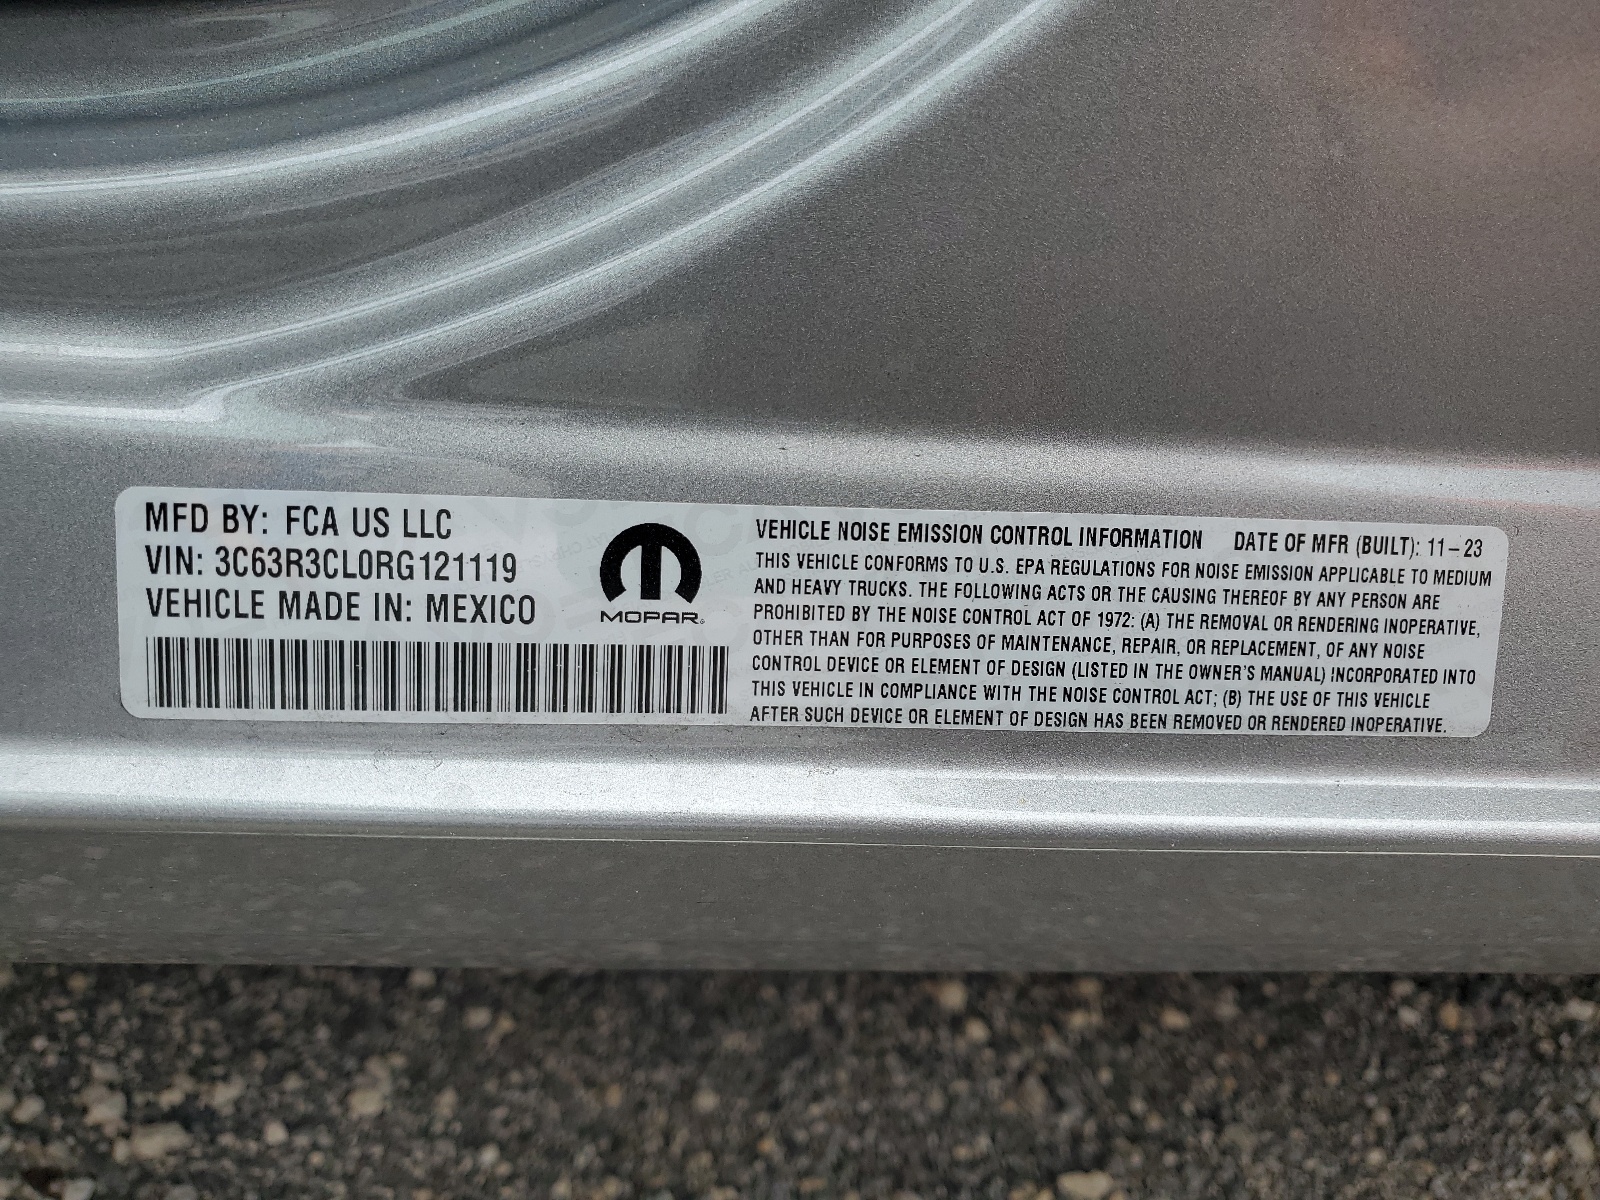 MFD BY: FCA US LLC
VIN: 3C63R3CL0RG121119
VEHICLE MADE IN: MEXICO
MOPAR®
VEHICLE NOISE EMISSION CONTROL INFORMATION DATE OF MFR (BUILT): 11-23
THIS VEHICLE CONFORMS TO U.S. EPA REGULATIONS FOR NOISE EMISSION APPLICABLE TO MEDIUM
AND HEAVY TRUCKS. THE FOLLOWING ACTS OR THE CAUSING THEREOF BY ANY PERSON ARE
PROHIBITED BY THE NOISE CONTROL ACT OF 1972: (A) THE REMOVAL OR RENDERING INOPERATIVE,
OTHER THAN FOR PURPOSES OF MAINTENANCE, REPAIR, OR REPLACEMENT, OF ANY NOISE
CONTROL DEVICE OR ELEMENT OF DESIGN (LISTED IN THE OWNER'S MANUAL) INCORPORATED INTO
THIS VEHICLE IN COMPLIANCE WITH THE NOISE CONTROL ACT; (B) THE USE OF THIS VEHICLE
AFTER SUCH DEVICE OR ELEMENT OF DESIGN HAS BEEN REMOVED OR RENDERED INOPERATIVE.